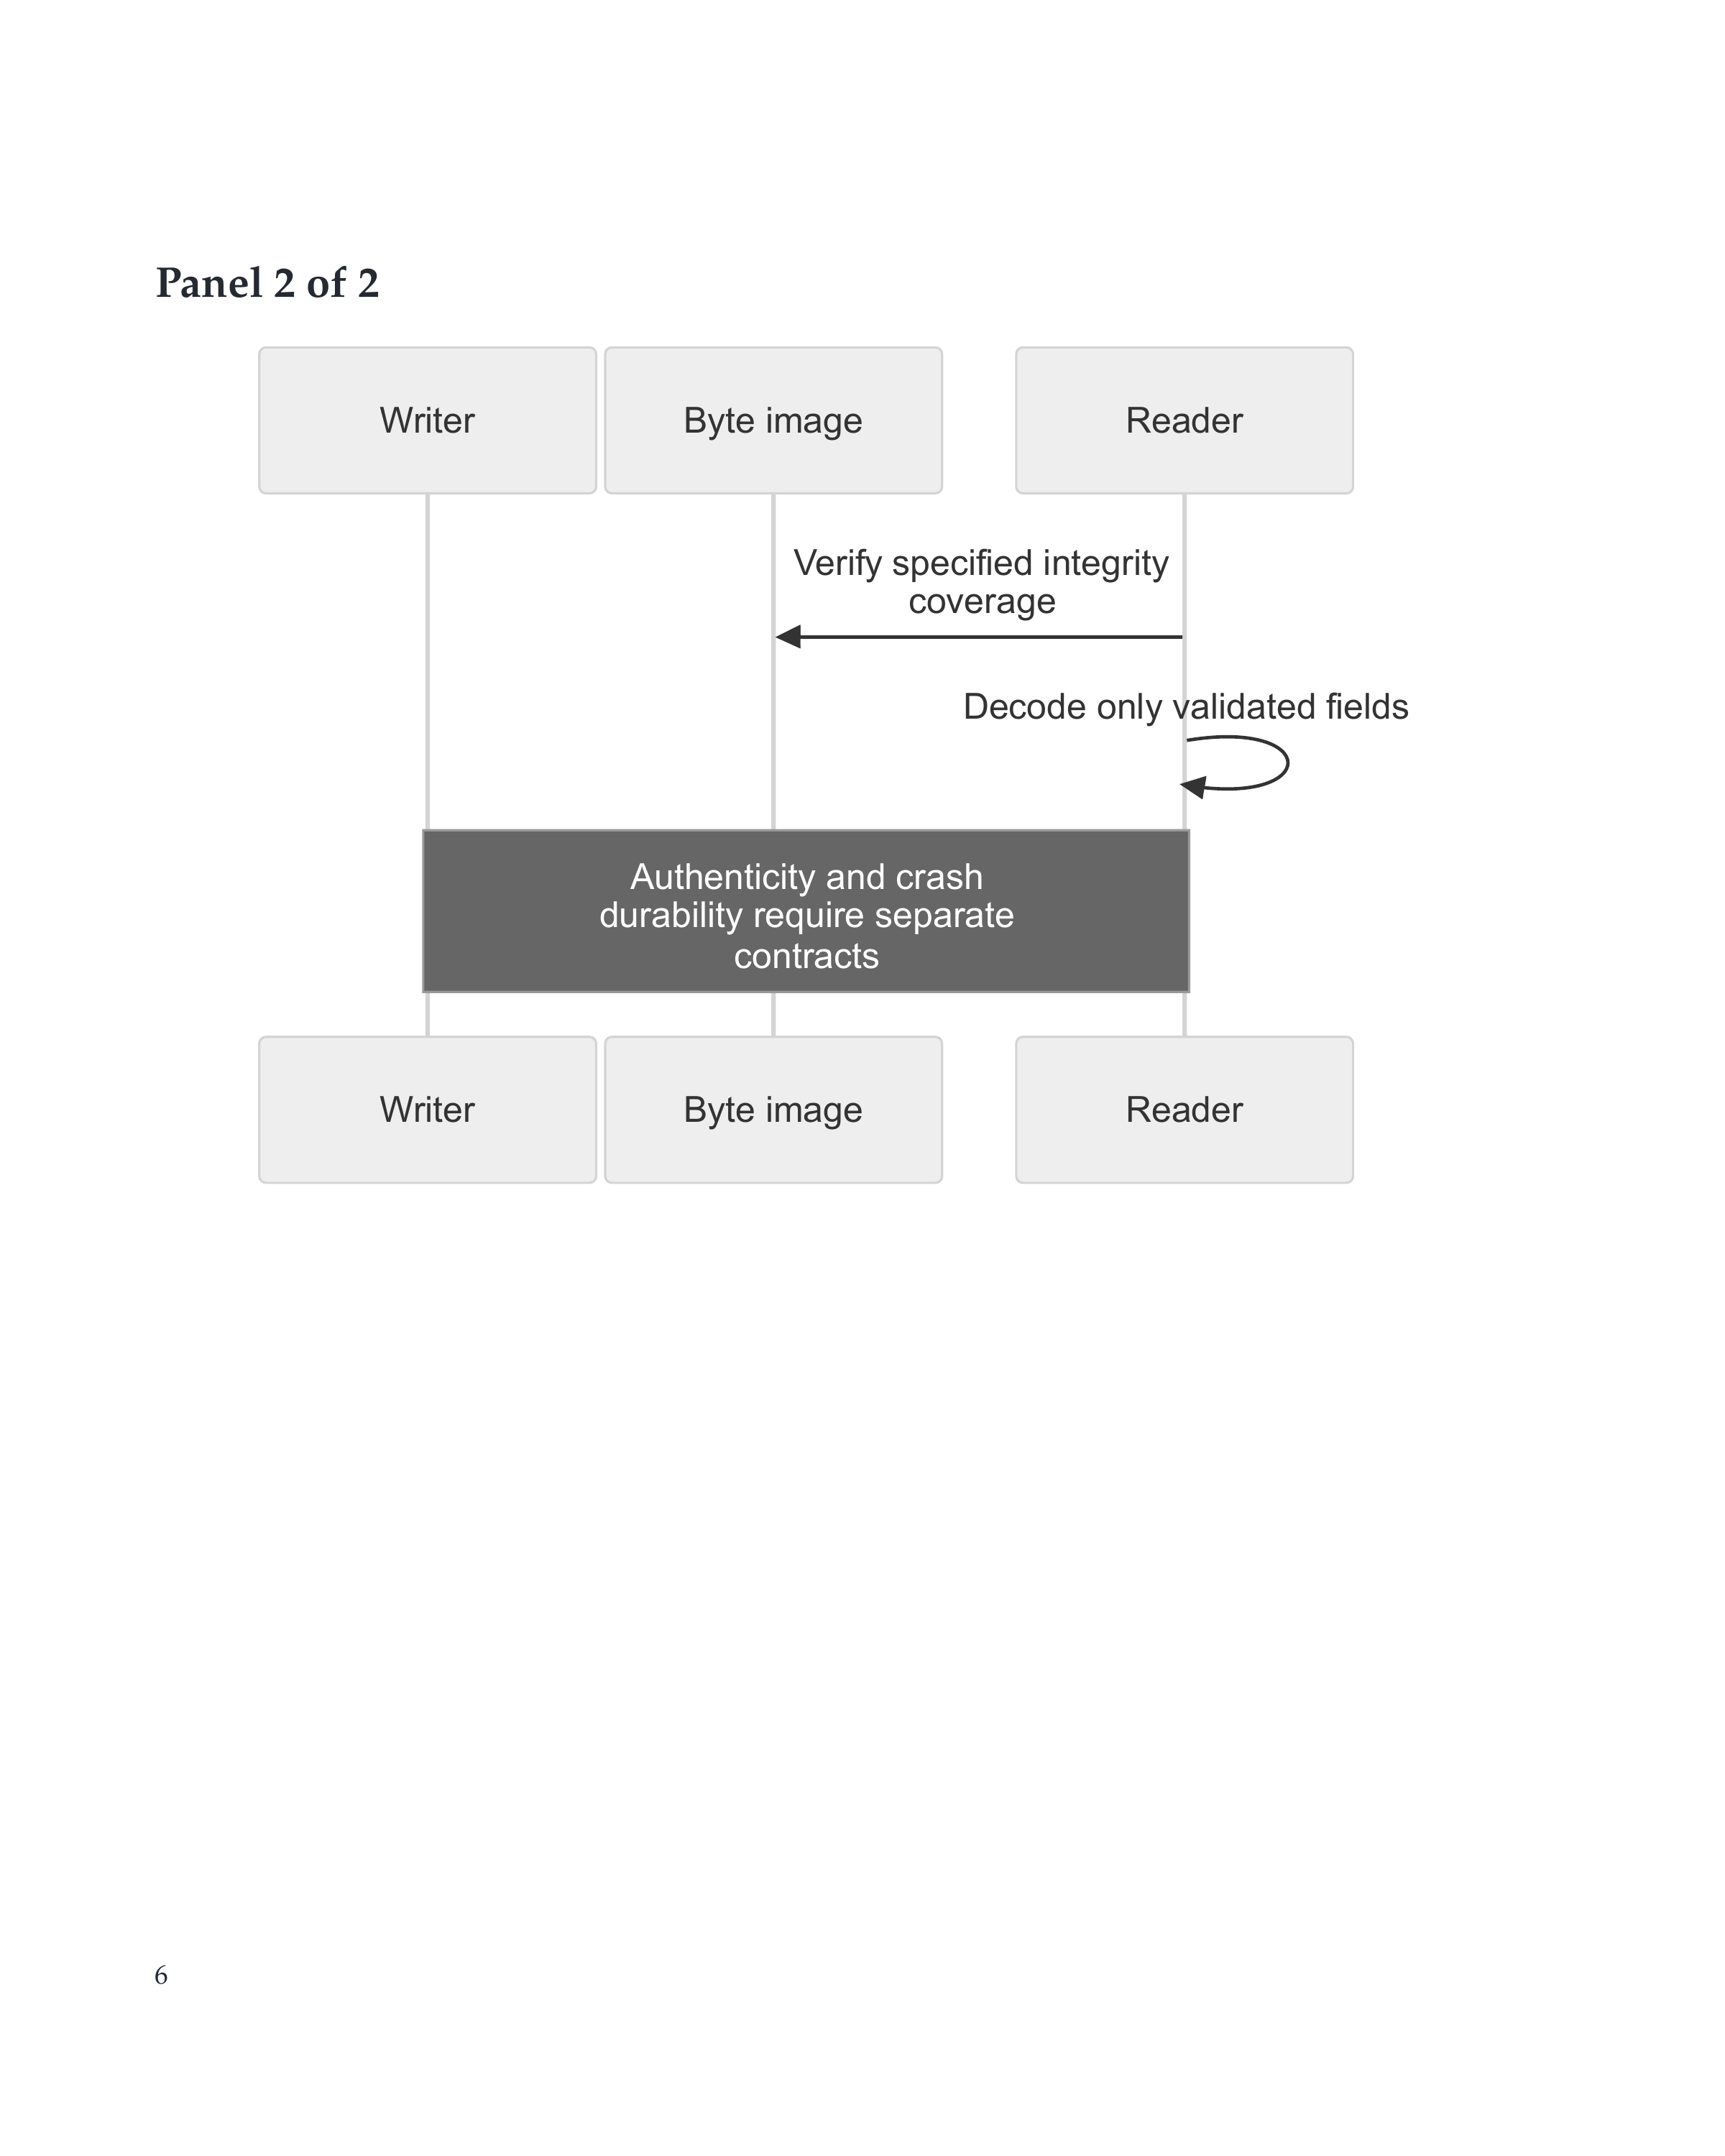 Panel 2 of 2
Writer
Byte image
Reader
Verify specified integrity
coverage
Decode only validated fields
Authenticity and crash
durability require separate
contracts
Writer
Byte image
Reader
6